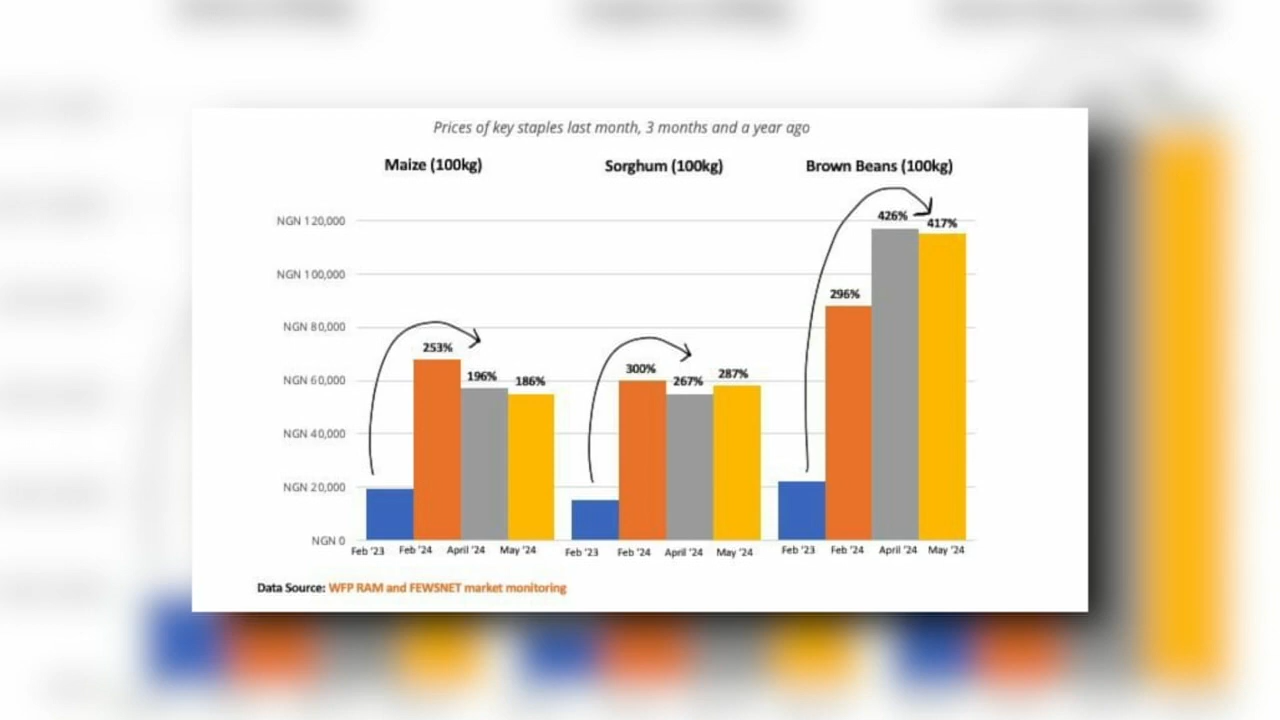 Prices of key staples last month, 3 months and a year ago
Maize (100kg) Sorghum (100kg) Brown Beans (100kg)
NGN 120,000
NGN 100,000
NGN 80,000
NGN 60,000
NGN 40,000
NGN 20,000
NGN 0
253%
196%
186%
300%
267%
287%
296%
426%
417%
Feb '23 Feb '24 April '24 May '24 Feb '23 Feb '24 April '24 May '24 Feb '23 Feb '24 April '24 May '24
Data Source: WFP RAM and FEWSNET market monitoring